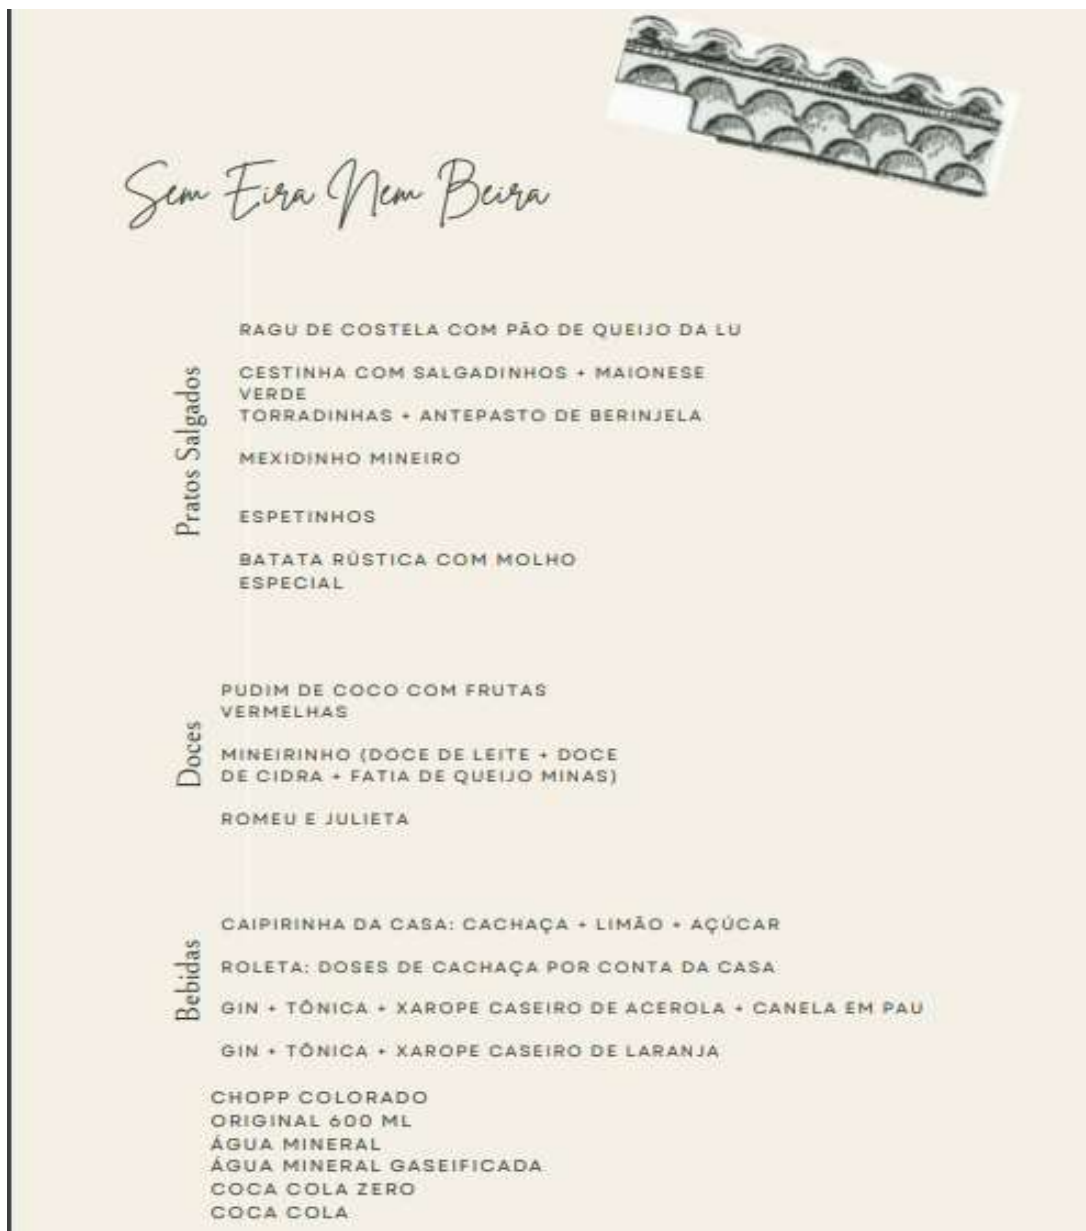 Sem Eira Nem Beira
Pratos Salgados
RAGU DE COSTELA COM PÃO DE QUEIJO DA LU
CESTINHA COM SALGADINHOS + MAIONESE
VERDE
TORRADINHAS + ANTEPASTO DE BERINJELA
MEXIDINHO MINEIRO
ESPETINHOS
BATATA RÚSTICA COM MOLHO
ESPECIAL
Doces
PUDIM DE COCO COM FRUTAS
VERMELHAS
MINEIRINHO (DOCE DE LEITE + DOCE
DE CIDRA + FATIA DE QUEIJO MINAS)
ROMEU E JULIETA
Bebidas
CAIPIRINHA DA CASA: CACHAÇA + LIMÃO + AÇÚCAR
ROLETA: DOSES DE CACHAÇA POR CONTA DA CASA
GIN + TÔNICA + XAROPE CASEIRO DE ACEROLA + CANELA EM PAU
GIN + TÔNICA + XAROPE CASEIRO DE LARANJA
CHOPP COLORADO
ORIGINAL 600 ML
ÁGUA MINERAL
ÁGUA MINERAL GASEIFICADA
COCA COLA ZERO
COCA COLA